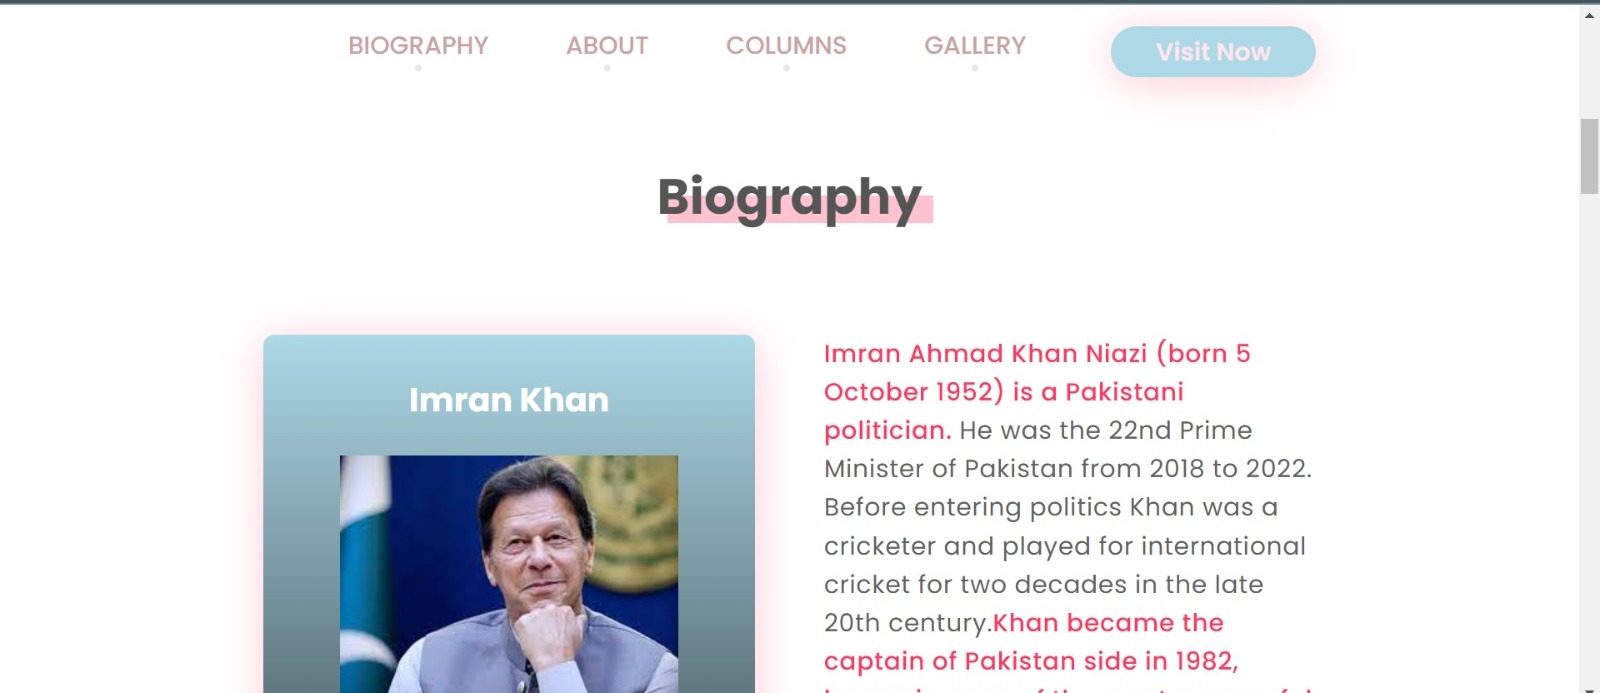 BIOGRAPHY ABOUT COLUMNS GALLERY Visit Now
Biography
Imran Khan
Imran Ahmad Khan Niazi (born 5
October 1952) is a Pakistani
politician. He was the 22nd Prime
Minister of Pakistan from 2018 to 2022.
Before entering politics Khan was a
cricketer and played for international
cricket for two decades in the late
20th century.Khan became the
captain of Pakistan side in 1982,